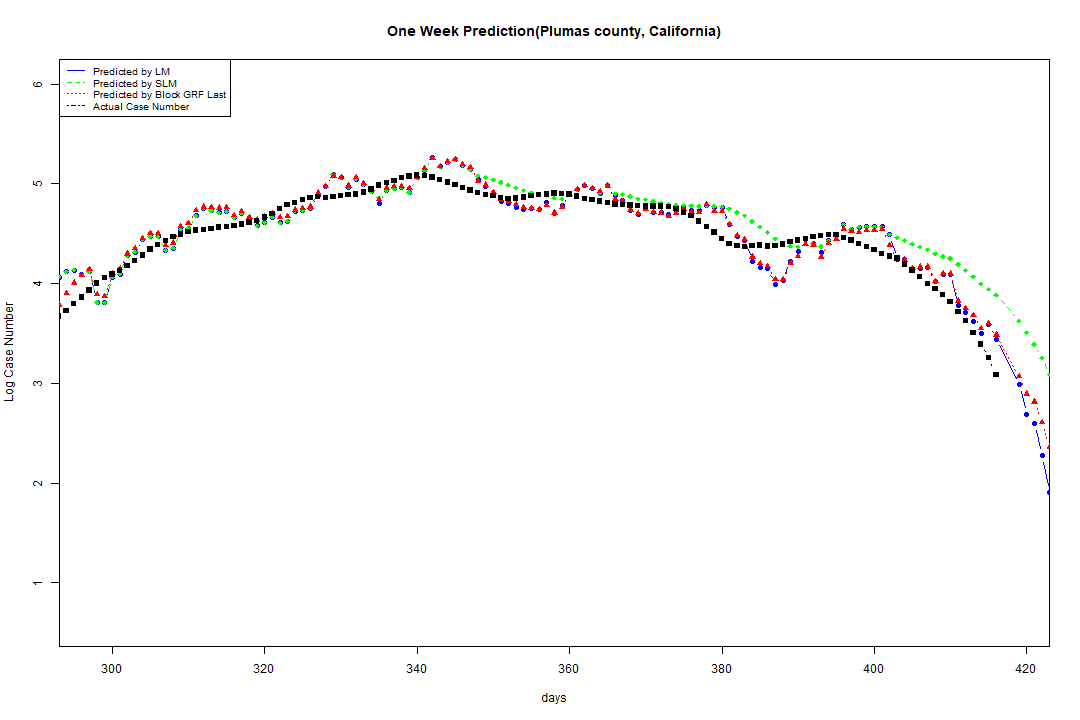 One Week Prediction(Plumas county, California)
Predicted by LM
Predicted by SLM
Predicted by Block GRF Last
Actual Case Number
6
5
4
3
2
1
Log Case Number
300 320 340 360 380 400 420
days